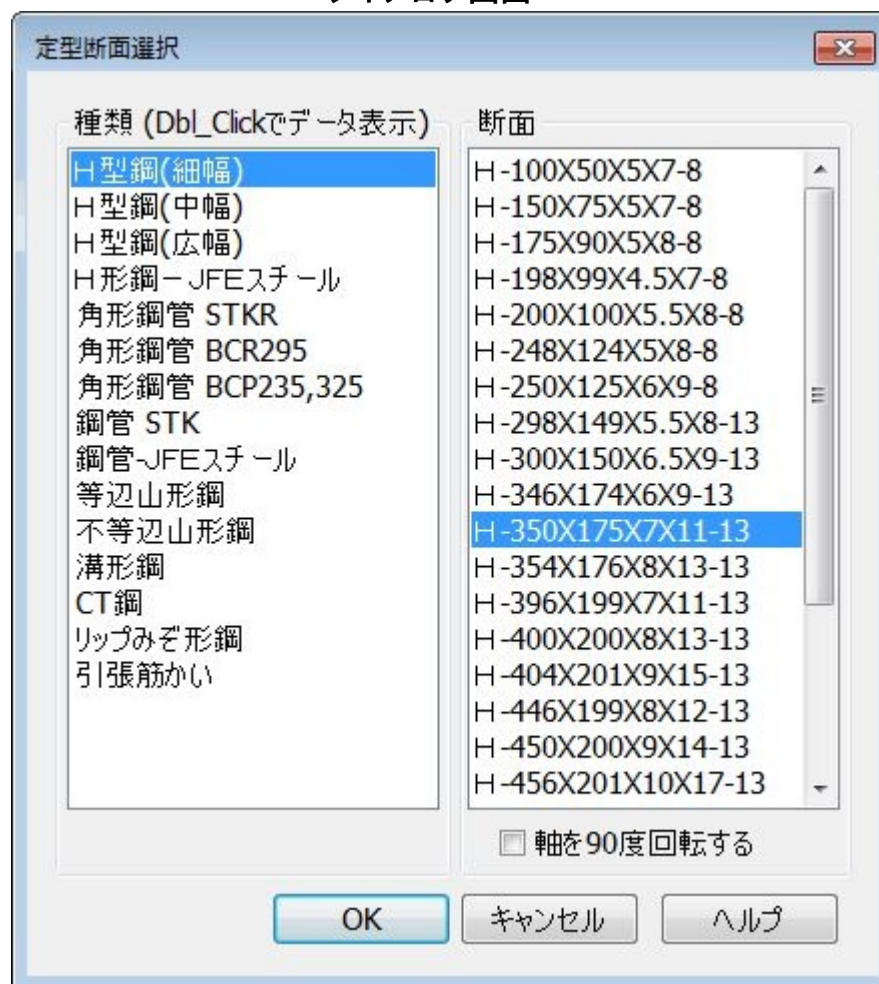 定型断面選択
種類 (Dbl_Clickでデータ表示)
H型鋼(細幅)
H型鋼(中幅)
H型鋼(広幅)
H形鋼－JFEスチール
角形鋼管 STKR
角形鋼管 BCR295
角形鋼管 BCP235,325
鋼管 STK
鋼管-JFEスチール
等辺山形鋼
不等辺山形鋼
溝形鋼
CT鋼
リップみぞ形鋼
引張筋かい
断面
H-100X50X5X7-8
H-150X75X5X7-8
H-175X90X5X8-8
H-198X99X4.5X7-8
H-200X100X5.5X8-8
H-248X124X5X8-8
H-250X125X6X9-8
H-298X149X5.5X8-13
H-300X150X6.5X9-13
H-346X174X6X9-13
H-350X175X7X11-13
H-354X176X8X13-13
H-396X199X7X11-13
H-400X200X8X13-13
H-404X201X9X15-13
H-446X199X8X12-13
H-450X200X9X14-13
H-456X201X10X17-13
軸を90度回転する
OK
キャンセル
ヘルプ